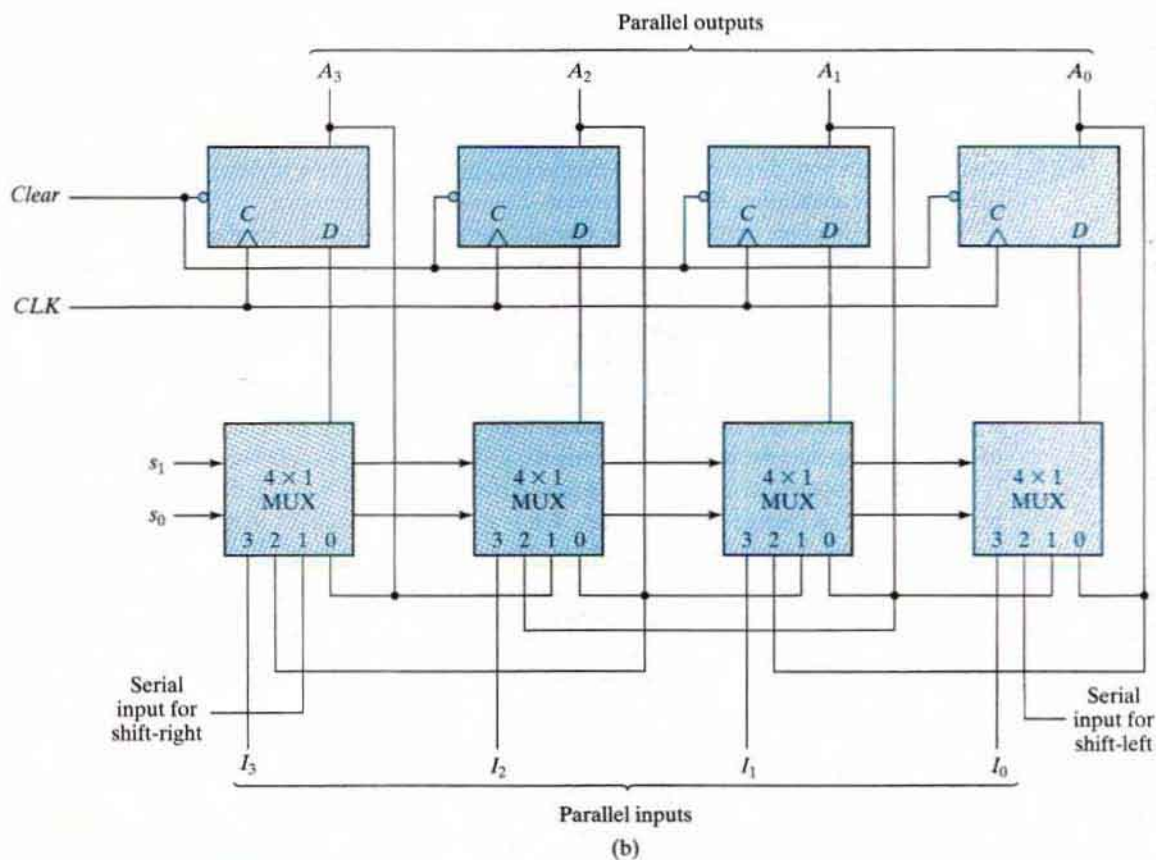 Parallel outputs
A₃ A₂ A₁ A₀
Clear
C D C D C D C D
CLK
s₁
s₀
4 × 1 MUX
4 × 1 MUX
4 × 1 MUX
4 × 1 MUX
3 2 1 0 3 2 1 0 3 2 1 0 3 2 1 0
Serial
input for
shift-right
Serial
input for
shift-left
I₃ I₂ I₁ I₀
Parallel inputs
(b)